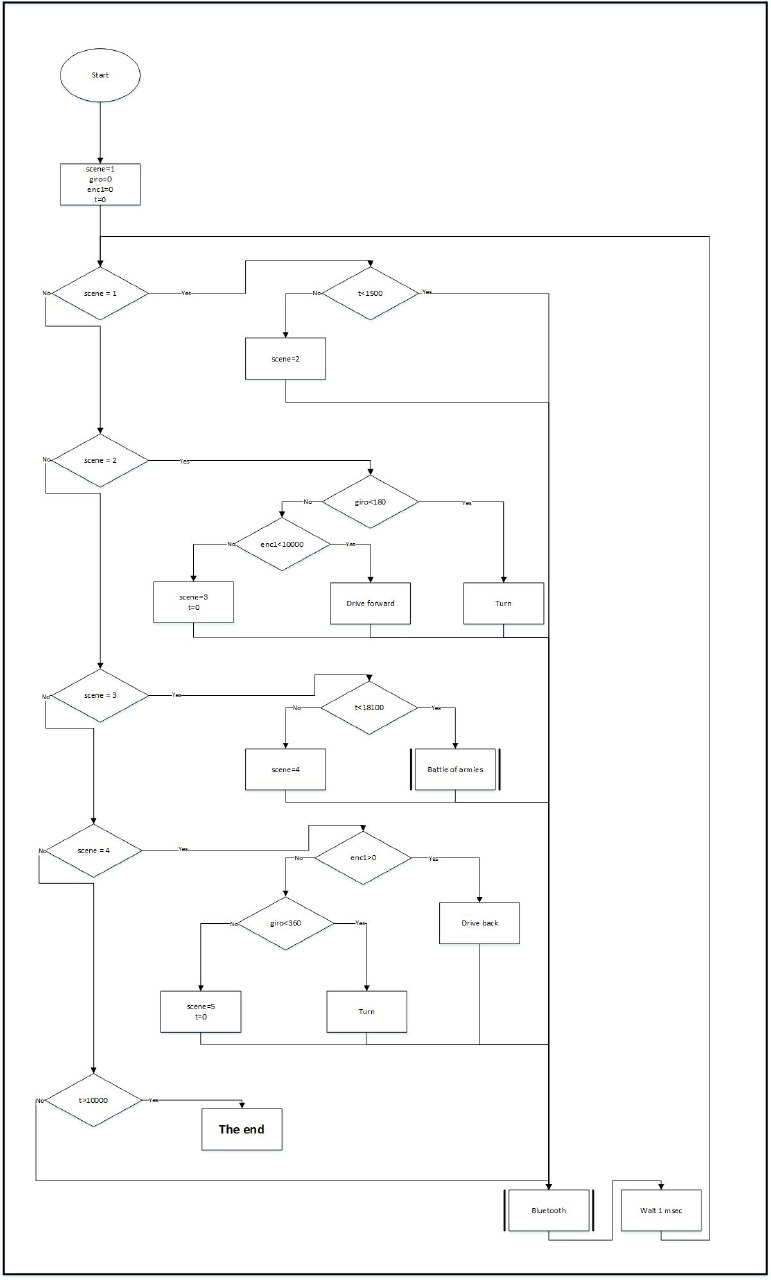 Start
scene=1
giro=0
enc1=0
t=0
No
scene = 1
Yes
No
t<1500
Yes
scene=2
No
scene = 2
Yes
No
giro<180
Yes
No
enc1<10000
Yes
scene=3
t=0
Drive forward
Turn
No
scene = 3
Yes
No
t<18100
Yes
scene=4
Battle of armies
No
scene = 4
Yes
No
enc1>0
Yes
No
giro<360
Yes
Drive back
scene=5
t=0
Turn
No
t>10000
Yes
The end
Bluetooth
Wait 1 msec